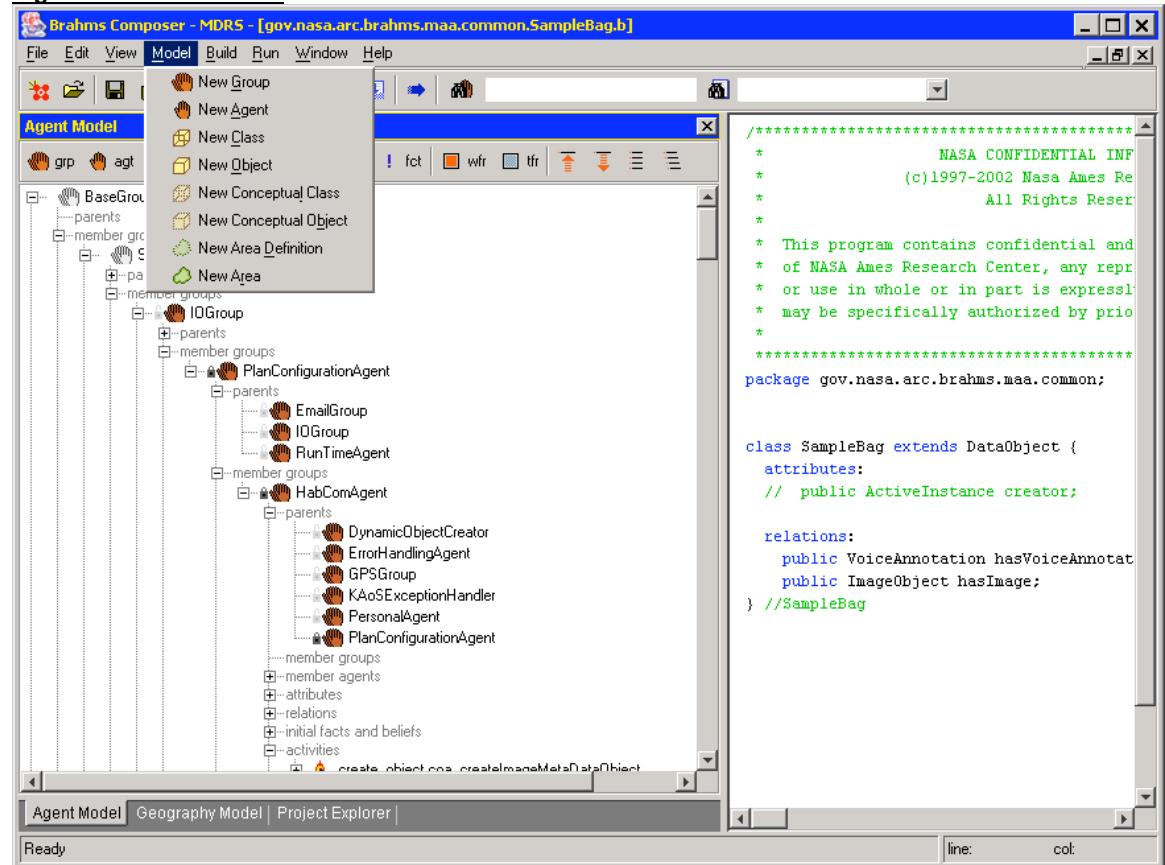 Brahms Composer - MDRS - [gov.nasa.arc.brahms.maa.common.SampleBag.b]
File Edit View Model Build Run Window Help
New Group
New Agent
New Class
New Object
New Conceptual Class
New Conceptual Object
New Area Definition
New Area
Agent Model
grp agt ! fct wfr tfr
BaseGrou
parents
member gro
S
pa
member groups
IOGroup
parents
member groups
PlanConfigurationAgent
parents
EmailGroup
IOGroup
RunTimeAgent
member groups
HabComAgent
parents
DynamicObjectCreator
ErrorHandlingAgent
GPSGroup
KAoSExceptionHandler
PersonalAgent
PlanConfigurationAgent
member groups
member agents
attributes
relations
initial facts and beliefs
activities
create_object coa_createImageMetaDataObject
Agent Model Geography Model | Project Explorer |
/******************************************
* NASA CONFIDENTIAL INF
* (c)1997-2002 Nasa Ames Re
* All Rights Reser
*
* This program contains confidential and
* of NASA Ames Research Center, any repr
* or use in whole or in part is expressl
* may be specifically authorized by prio
*
******************************************
package gov.nasa.arc.brahms.maa.common;
class SampleBag extends DataObject {
attributes:
// public ActiveInstance creator;
relations:
public VoiceAnnotation hasVoiceAnnotat
public ImageObject hasImage;
} //SampleBag
Ready
line: col: